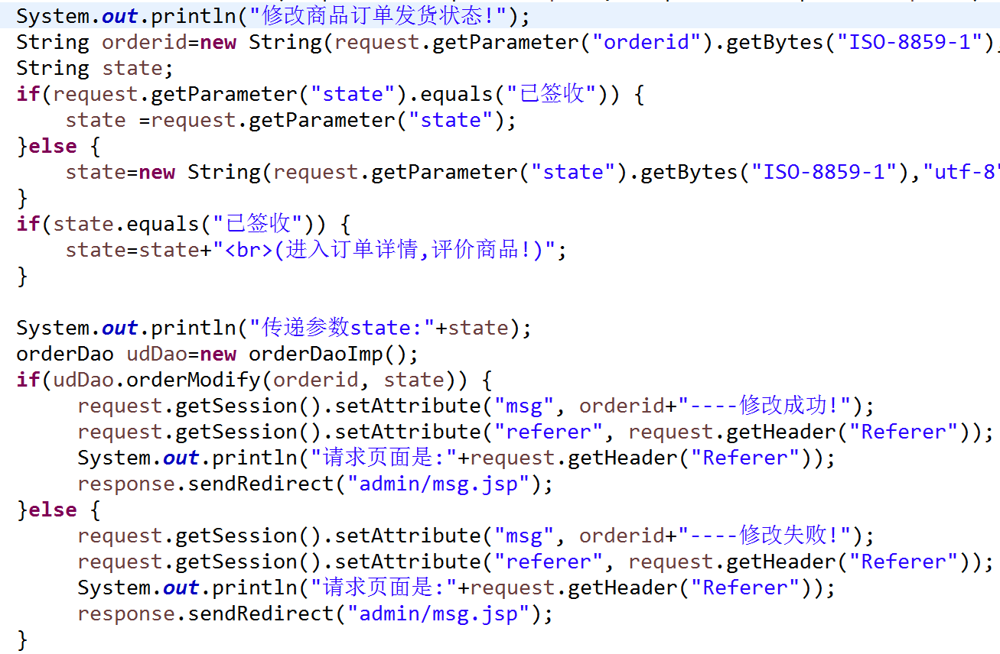 System.out.println("修改商品订单发货状态!");
String orderid=new String(request.getParameter("orderid").getBytes("ISO-8859-1")
String state;
if(request.getParameter("state").equals("已签收")) {
state =request.getParameter("state");
}else {
state=new String(request.getParameter("state").getBytes("ISO-8859-1"),"utf-8"
}
if(state.equals("已签收")) {
state=state+"<br>(进入订单详情,评价商品!)";
}
System.out.println("传递参数state:"+state);
orderDao udDao=new orderDaoImp();
if(udDao.orderModify(orderid, state)) {
request.getSession().setAttribute("msg", orderid+"----修改成功!");
request.getSession().setAttribute("referer", request.getHeader("Referer"));
System.out.println("请求页面是:"+request.getHeader("Referer"));
response.sendRedirect("admin/msg.jsp");
}else {
request.getSession().setAttribute("msg", orderid+"----修改失败!");
request.getSession().setAttribute("referer", request.getHeader("Referer"));
System.out.println("请求页面是:"+request.getHeader("Referer"));
response.sendRedirect("admin/msg.jsp");
}